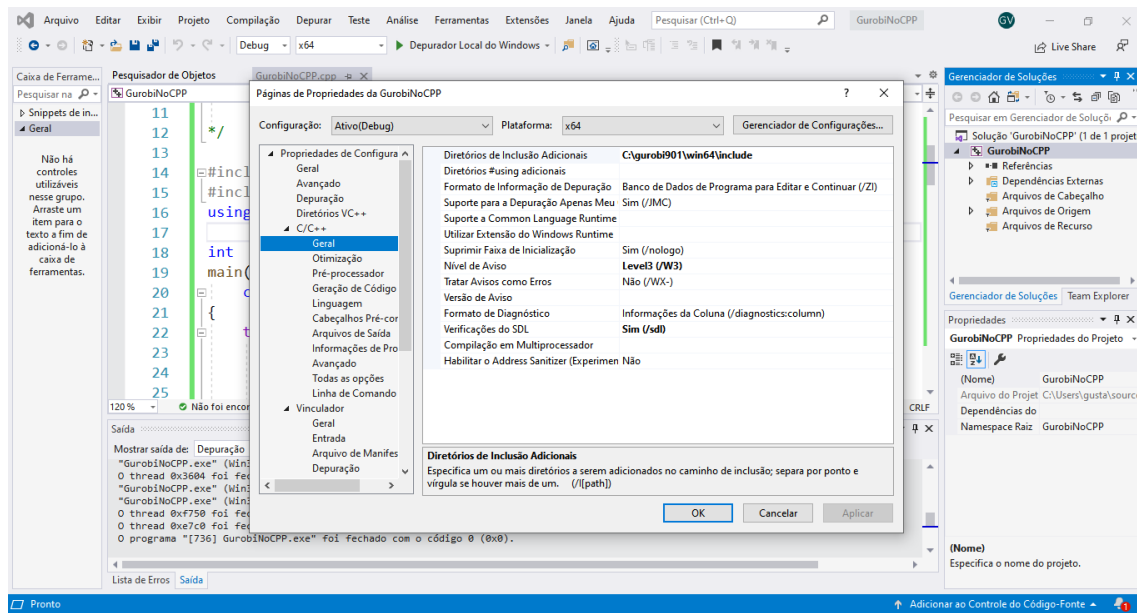 Arquivo Editar Exibir Projeto Compilação Depurar Teste Análise Ferramentas Extensões Janela Ajuda Pesquisar (Ctrl+Q) GurobiNoCPP GV
Debug x64 Depurador Local do Windows Live Share
Caixa de Ferrame...
Pesquisar na
Snippets de in...
Geral
Não há
controles
utilizáveis
nesse grupo.
Arraste um
item para o
texto a fim de
adicioná-lo à
caixa de
ferramentas.
Pesquisador de Objetos GurobiNoCPP.cpp
GurobiNoCPP
11
12 */
13
14 #incl
15 #incl
16 using
17
18 int
19 main(
20 c
21 {
22 t
23
24
25
120 % Não foi encor CRLF
Páginas de Propriedades da GurobiNoCPP ? X
Configuração: Ativo(Debug) Plataforma: x64 Gerenciador de Configurações...
Propriedades de Configura
Geral
Avançado
Depuração
Diretórios VC++
C/C++
Geral
Otimização
Pré-processador
Geração de Código
Linguagem
Cabeçalhos Pré-cor
Arquivos de Saída
Informações de Pro
Avançado
Todas as opções
Linha de Comando
Vinculador
Geral
Entrada
Arquivo de Manifes
Depuração
Diretórios de Inclusão Adicionais C:\gurobi901\win64\include
Diretórios #using adicionais
Formato de Informação de Depuração Banco de Dados de Programa para Editar e Continuar (/ZI)
Suporte para a Depuração Apenas Meu Sim (/JMC)
Suporte a Common Language Runtime
Utilizar Extensão do Windows Runtime
Suprimir Faixa de Inicialização Sim (/nologo)
Nível de Aviso Level3 (/W3)
Tratar Avisos como Erros Não (/WX-)
Versão de Aviso
Formato de Diagnóstico Informações da Coluna (/diagnostics:column)
Verificações do SDL Sim (/sdl)
Compilação em Multiprocessador
Habilitar o Address Sanitizer (Experimen Não
Diretórios de Inclusão Adicionais
Especifica um ou mais diretórios a serem adicionados no caminho de inclusão; separa por ponto e
vírgula se houver mais de um. (/I[path])
OK Cancelar Aplicar
Saída
Mostrar saída de: Depuração
"GurobiNoCPP.exe" (Win3
O thread 0x3604 foi fec
"GurobiNoCPP.exe" (Win3
"GurobiNoCPP.exe" (Win3
O thread 0xf750 foi fec
O thread 0xe7c0 foi fec
O programa "[736] GurobiNoCPP.exe" foi fechado com o código 0 (0x0).
Lista de Erros Saída
Gerenciador de Soluções
Pesquisar em Gerenciador de Soluçõ
Solução 'GurobiNoCPP' (1 de 1 projet
GurobiNoCPP
Referências
Dependências Externas
Arquivos de Cabeçalho
Arquivos de Origem
Arquivos de Recurso
Gerenciador de Soluções Team Explorer
Propriedades
GurobiNoCPP Propriedades do Projeto
(Nome) GurobiNoCPP
Arquivo do Projet C:\Users\gusta\sourc
Dependências do
Namespace Raiz GurobiNoCPP
(Nome)
Especifica o nome do projeto.
Pronto Adicionar ao Controle do Código-Fonte 1